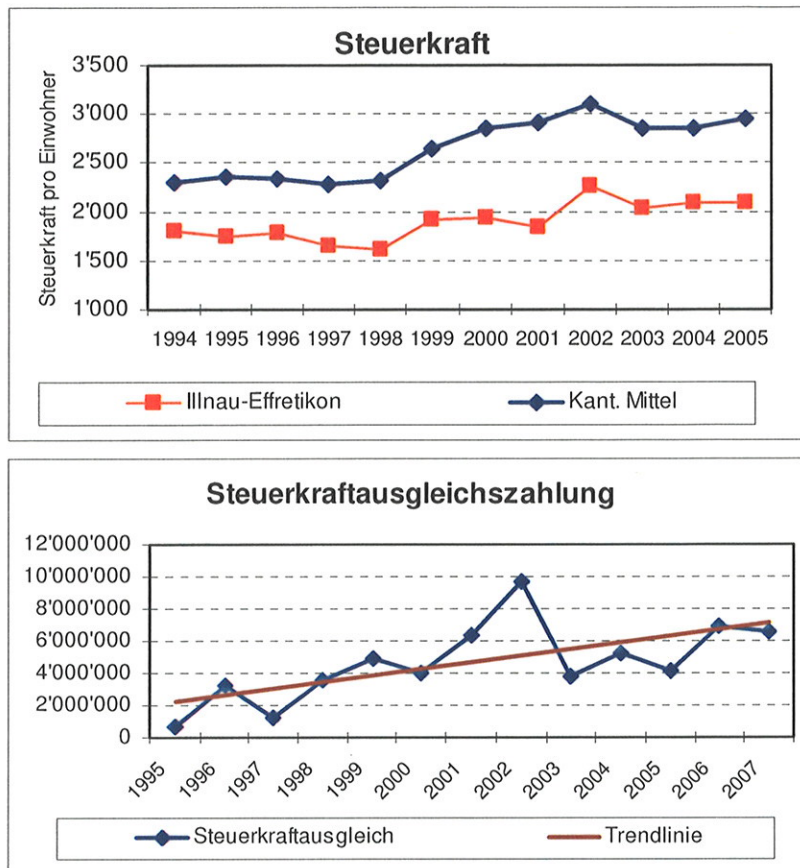 Steuerkraft
Steuerkraft pro Einwohner
3'500
3'000
2'500
2'000
1'500
1'000
1994 1995 1996 1997 1998 1999 2000 2001 2002 2003 2004 2005
Illnau-Effretikon Kant. Mittel
Steuerkraftausgleichszahlung
12'000'000
10'000'000
8'000'000
6'000'000
4'000'000
2'000'000
0
1995 1996 1997 1998 1999 2000 2001 2002 2003 2004 2005 2006 2007
Steuerkraftausgleich Trendlinie